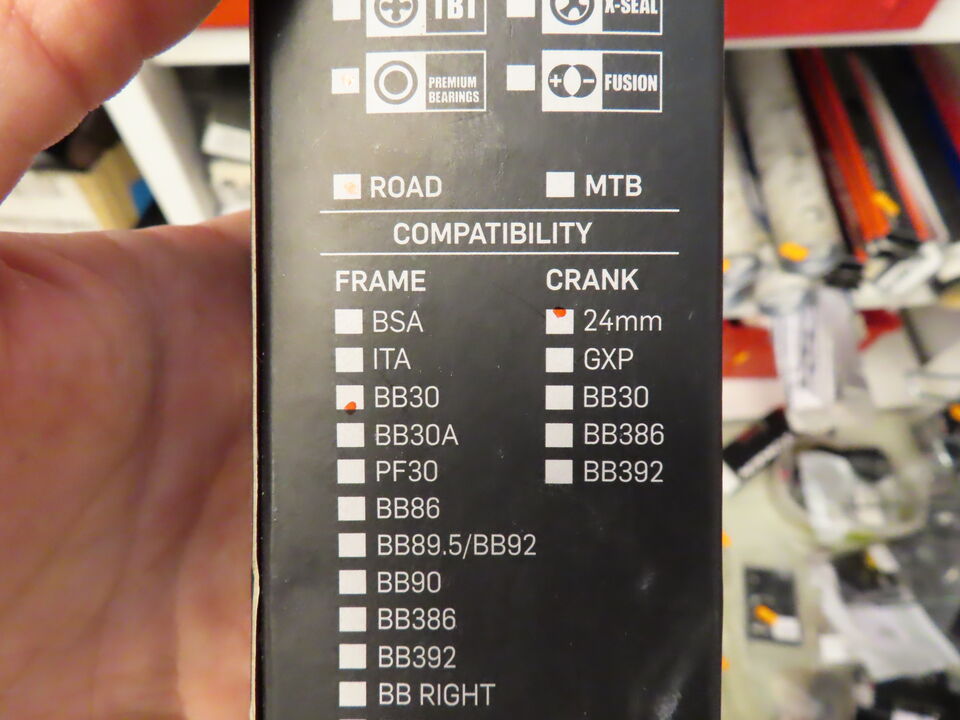 TBT X-SEAL
PREMIUM BEARINGS FUSION
ROAD MTB
COMPATIBILITY
FRAME CRANK
BSA 24mm
ITA GXP
BB30 BB30
BB30A BB386
PF30 BB392
BB86
BB89.5/BB92
BB90
BB386
BB392
BB RIGHT